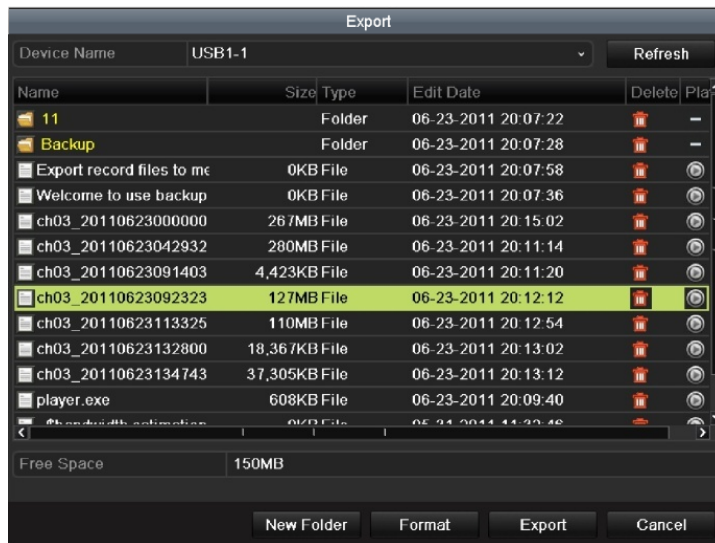 Export
Device Name USB1-1 Refresh
Name Size Type Edit Date Delete Pla
11 Folder 06-23-2011 20:07:22 –
Backup Folder 06-23-2011 20:07:28 –
Export record files to me 0KB File 06-23-2011 20:07:58
Welcome to use backup 0KB File 06-23-2011 20:07:36
ch03_20110623000000 267MB File 06-23-2011 20:15:02
ch03_20110623042932 280MB File 06-23-2011 20:11:14
ch03_20110623091403 4,423KB File 06-23-2011 20:11:20
ch03_20110623092323 127MB File 06-23-2011 20:12:12
ch03_20110623113325 110MB File 06-23-2011 20:12:54
ch03_20110623132800 18,367KB File 06-23-2011 20:13:02
ch03_20110623134743 37,305KB File 06-23-2011 20:13:12
player.exe 608KB File 06-23-2011 20:09:40
Free Space 150MB
New Folder Format Export Cancel